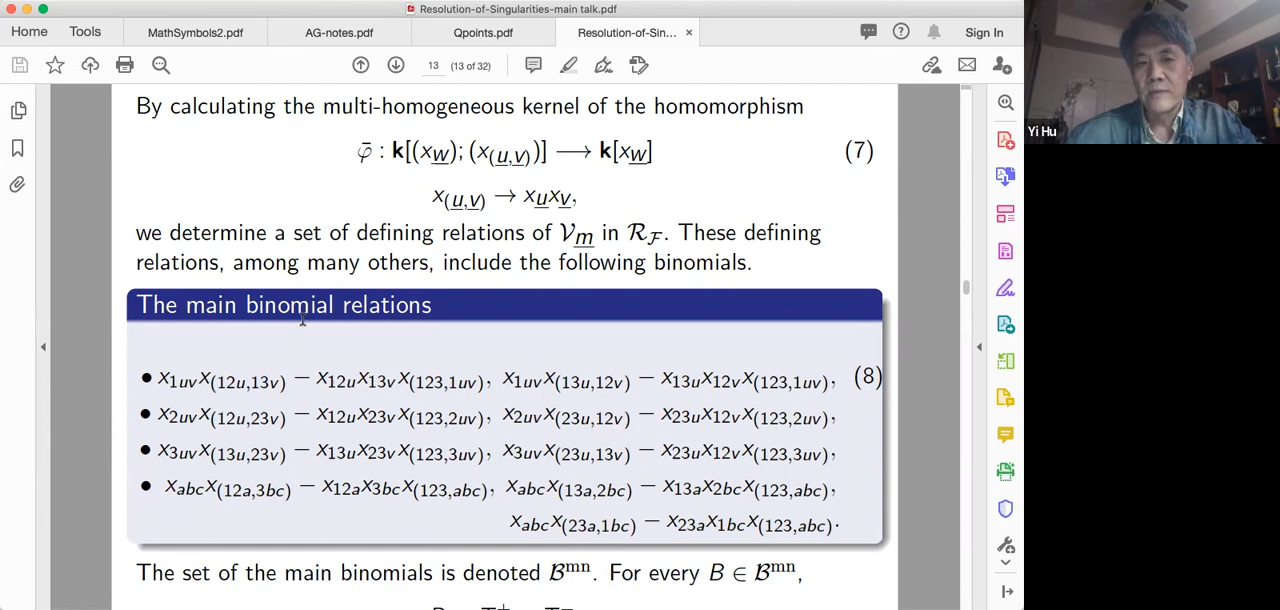 Resolution-of-Singularities-main talk.pdf
Home Tools MathSymbols2.pdf AG-notes.pdf Qpoints.pdf Resolution-of-Sin... × Sign In
13 (13 of 32)
By calculating the multi-homogeneous kernel of the homomorphism
φ̄ : k[(x_w); (x_(u,v))] ⟶ k[x_w] (7)
x_(u,v) → x_u x_v,
we determine a set of defining relations of 𝒱_m in ℛ_ℱ. These defining
relations, among many others, include the following binomials.
The main binomial relations
• x_1uv x_(12u,13v) − x_12u x_13v x_(123,1uv), x_1uv x_(13u,12v) − x_13u x_12v x_(123,1uv), (8)
• x_2uv x_(12u,23v) − x_12u x_23v x_(123,2uv), x_2uv x_(23u,12v) − x_23u x_12v x_(123,2uv),
• x_3uv x_(13u,23v) − x_13u x_23v x_(123,3uv), x_3uv x_(23u,13v) − x_23u x_12v x_(123,3uv),
• x_abc x_(12a,3bc) − x_12a x_3bc x_(123,abc), x_abc x_(13a,2bc) − x_13a x_2bc x_(123,abc),
x_abc x_(23a,1bc) − x_23a x_1bc x_(123,abc).
The set of the main binomials is denoted ℬ^mn. For every B ∈ ℬ^mn,
Yi Hu